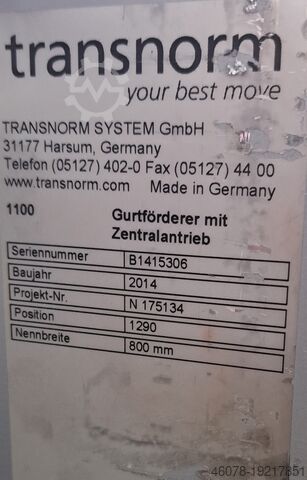 transnorm
your best move
TRANSNORM SYSTEM GmbH
31177 Harsum, Germany
Telefon (05127) 402-0 Fax (05127) 44 00
www.transnorm.com Made in Germany
1100 Gurtförderer mit
Zentralantrieb
Seriennummer B1415306
Baujahr 2014
Projekt-Nr. N 175134
Position 1290
Nennbreite 800 mm
46078-19217851